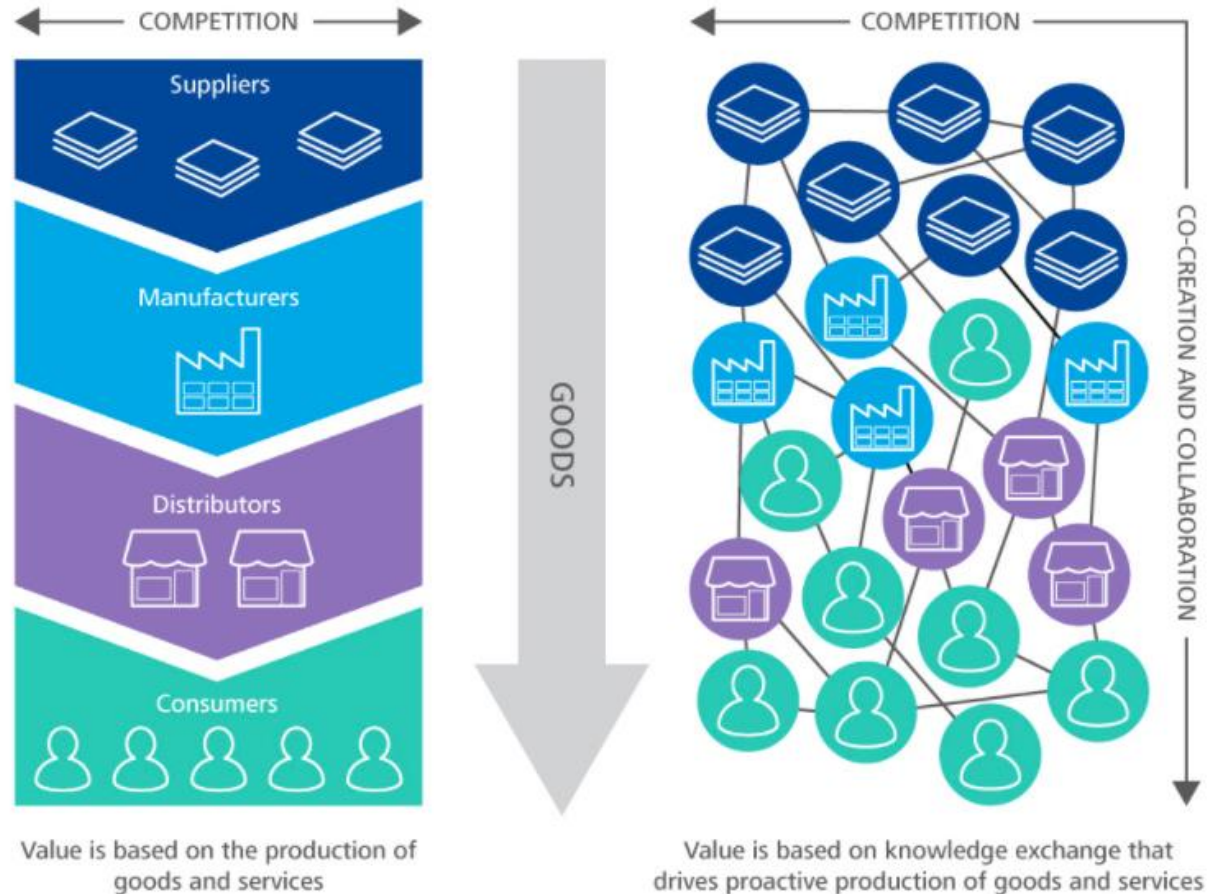 COMPETITION
Suppliers
Manufacturers
Distributors
Consumers
Value is based on the production of
goods and services
GOODS
COMPETITION
CO-CREATION AND COLLABORATION
Value is based on knowledge exchange that
drives proactive production of goods and services